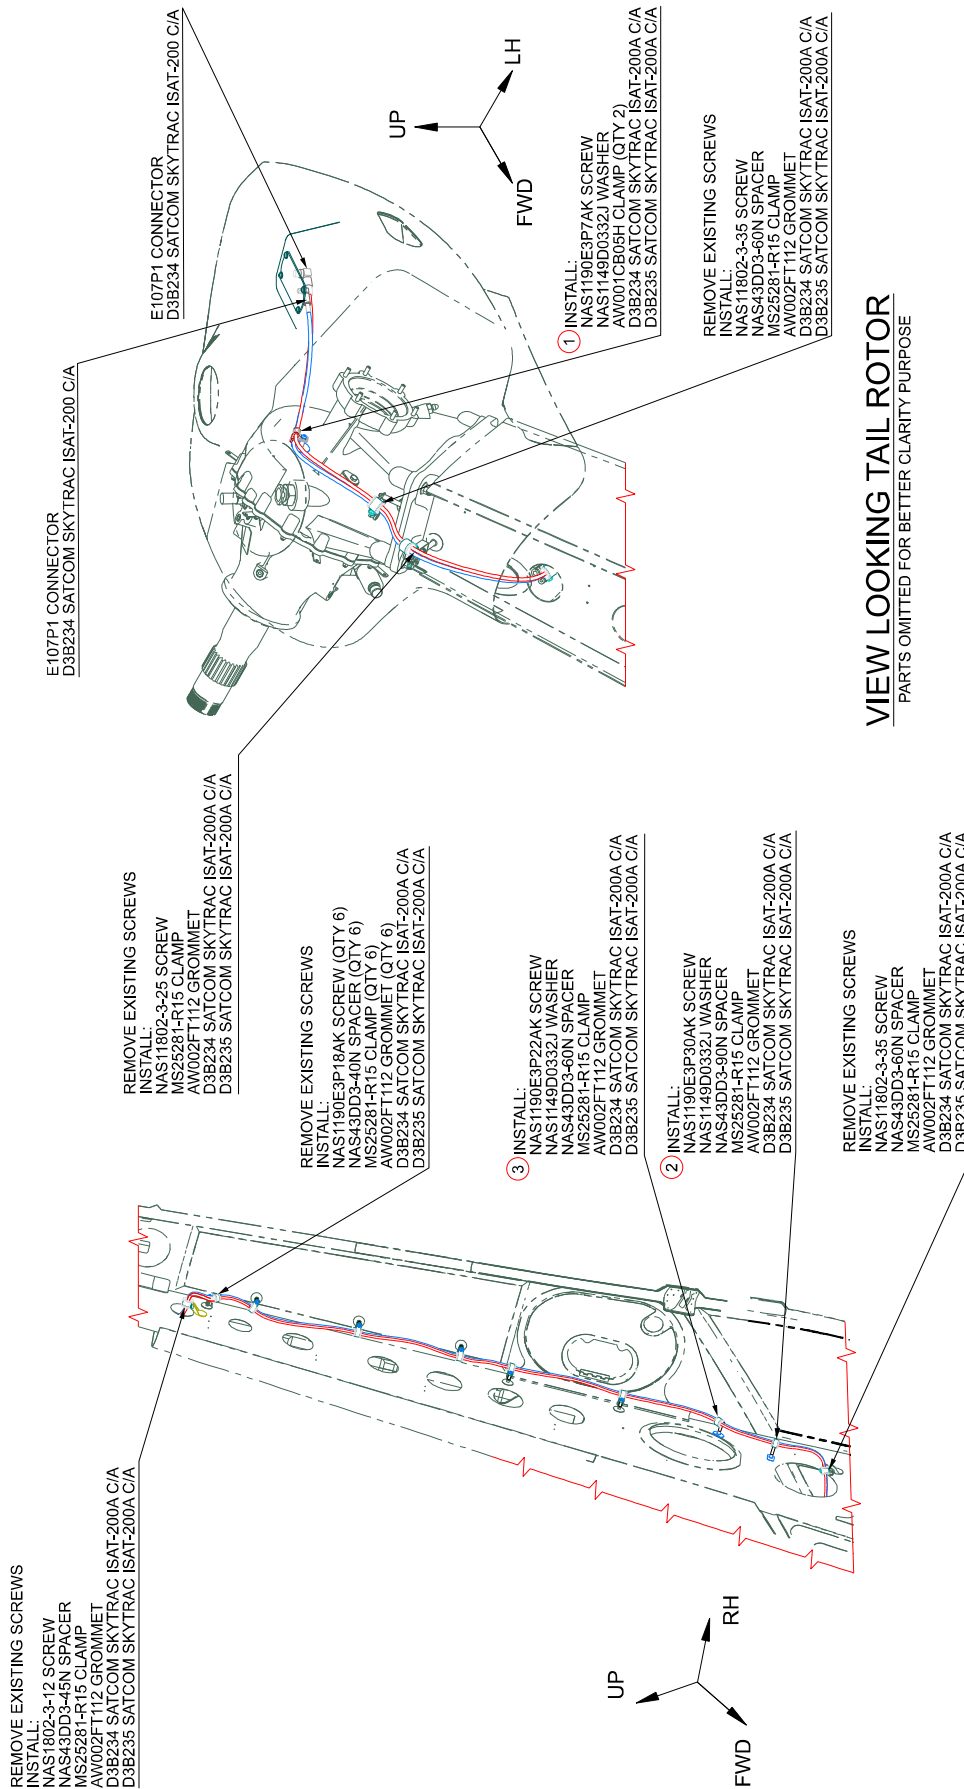 REMOVE EXISTING SCREWS
INSTALL:
NAS1802-3-12 SCREW
NAS43DD3-45N SPACER
MS25281-R15 CLAMP
AW002FT112 GROMMET
D3B234 SATCOM SKYTRAC ISAT-200A C/A
D3B235 SATCOM SKYTRAC ISAT-200A C/A
REMOVE EXISTING SCREWS
INSTALL:
NAS11802-3-25 SCREW
MS25281-R15 CLAMP
AW002FT112 GROMMET
D3B234 SATCOM SKYTRAC ISAT-200A C/A
D3B235 SATCOM SKYTRAC ISAT-200A C/A
REMOVE EXISTING SCREWS
INSTALL:
NAS1190E3P18AK SCREW (QTY 6)
NAS43DD3-40N SPACER (QTY 6)
MS25281-R15 CLAMP (QTY 6)
AW002FT112 GROMMET (QTY 6)
D3B234 SATCOM SKYTRAC ISAT-200A C/A
D3B235 SATCOM SKYTRAC ISAT-200A C/A
3 INSTALL:
NAS1190E3P22AK SCREW
NAS1149D0332J WASHER
NAS43DD3-60N SPACER
MS25281-R15 CLAMP
AW002FT112 GROMMET
D3B234 SATCOM SKYTRAC ISAT-200A C/A
D3B235 SATCOM SKYTRAC ISAT-200A C/A
2 INSTALL:
NAS1190E3P30AK SCREW
NAS1149D0332J WASHER
NAS43DD3-90N SPACER
MS25281-R15 CLAMP
AW002FT112 GROMMET
D3B234 SATCOM SKYTRAC ISAT-200A C/A
D3B235 SATCOM SKYTRAC ISAT-200A C/A
REMOVE EXISTING SCREWS
INSTALL:
NAS11802-3-35 SCREW
NAS43DD3-60N SPACER
MS25281-R15 CLAMP
AW002FT112 GROMMET
D3B234 SATCOM SKYTRAC ISAT-200A C/A
D3B235 SATCOM SKYTRAC ISAT-200A C/A
UP
RH
FWD
E107P1 CONNECTOR
D3B234 SATCOM SKYTRAC ISAT-200 C/A
E107P1 CONNECTOR
D3B234 SATCOM SKYTRAC ISAT-200 C/A
UP
LH
FWD
1 INSTALL:
NAS1190E3P7AK SCREW
NAS1149D0332J WASHER
AW001CB05H CLAMP (QTY 2)
D3B234 SATCOM SKYTRAC ISAT-200A C/A
D3B235 SATCOM SKYTRAC ISAT-200A C/A
REMOVE EXISTING SCREWS
INSTALL:
NAS11802-3-35 SCREW
NAS43DD3-60N SPACER
MS25281-R15 CLAMP
AW002FT112 GROMMET
D3B234 SATCOM SKYTRAC ISAT-200A C/A
D3B235 SATCOM SKYTRAC ISAT-200A C/A
VIEW LOOKING TAIL ROTOR
PARTS OMITTED FOR BETTER CLARITY PURPOSE